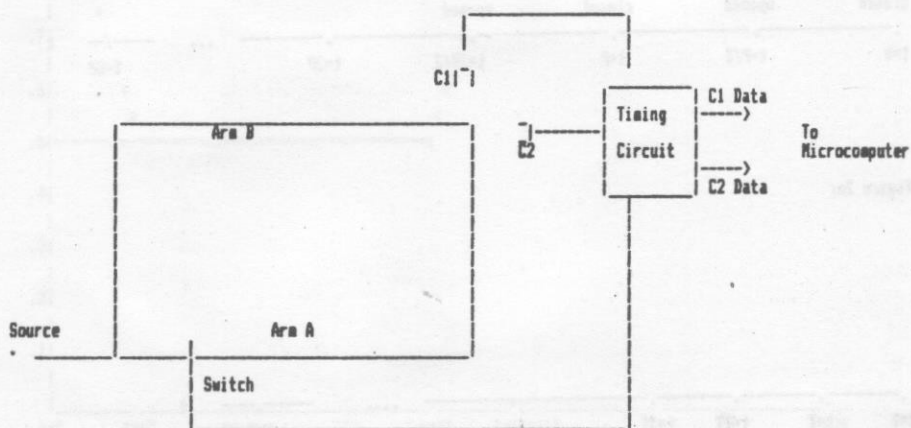 C1
C1 Data
Timing
Arm B
C2
To
Circuit
Microcomputer
C2 Data
Source
Arm A
Switch